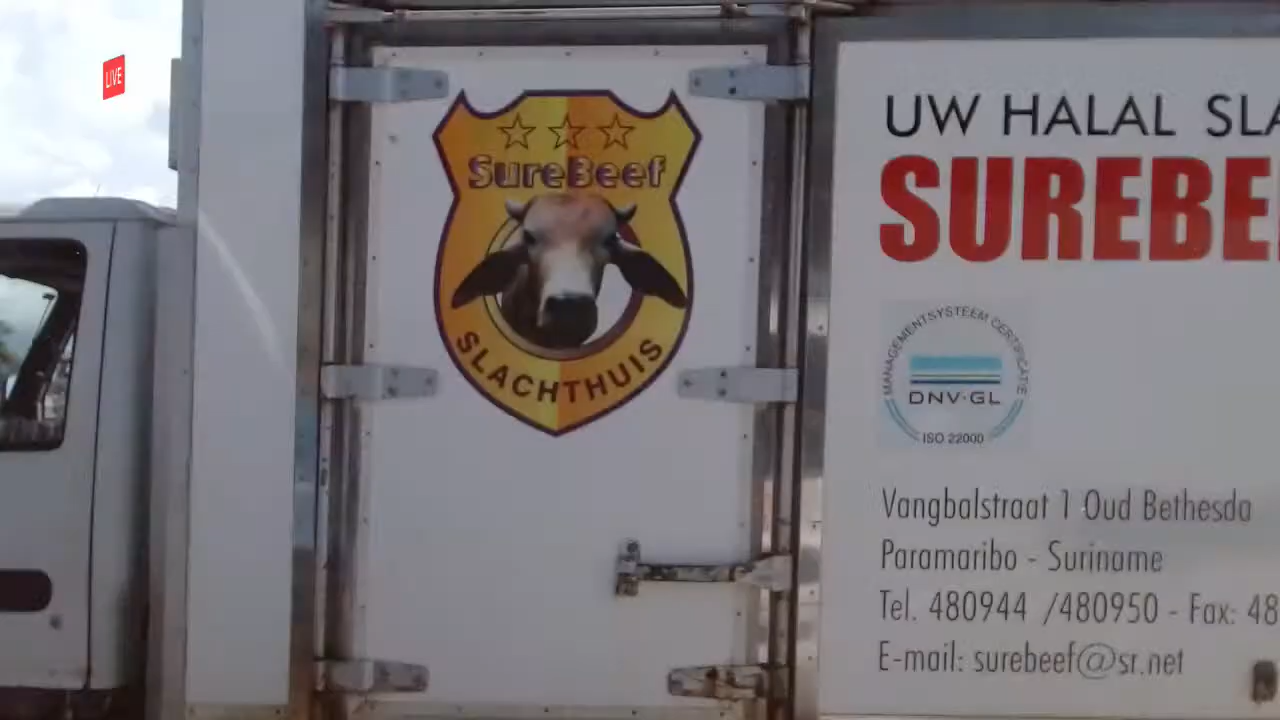 LIVE
SureBeef
SLACHTHUIS
UW HALAL SLA
SUREBE
MANAGEMENTSYSTEEM CERTIFICATIE
DNV·GL
ISO 22000
Vangbalstraat 1 Oud Bethesda
Paramaribo - Suriname
Tel. 480944 /480950 - Fax: 48
E-mail: surebeef@sr.net